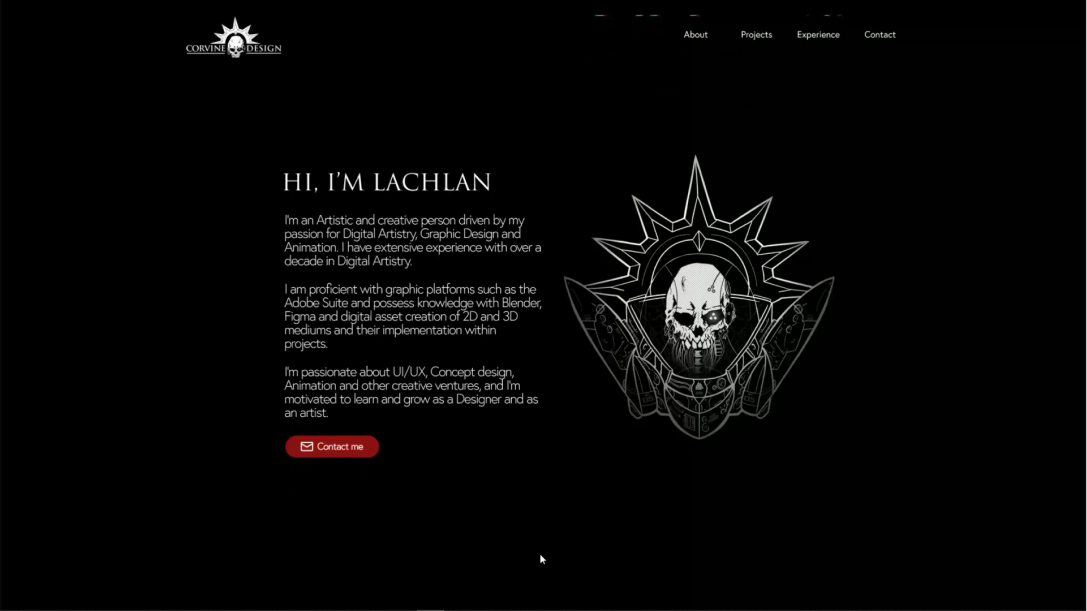 CORVINE DESIGN
About Projects Experience Contact
HI, I'M LACHLAN
I'm an Artistic and creative person driven by my
passion for Digital Artistry, Graphic Design and
Animation. I have extensive experience with over a
decade in Digital Artistry.
I am proficient with graphic platforms such as the
Adobe Suite and possess knowledge with Blender,
Figma and digital asset creation of 2D and 3D
mediums and their implementation within
projects.
I'm passionate about UI/UX, Concept design,
Animation and other creative ventures, and I'm
motivated to learn and grow as a Designer and as
an artist.
Contact me